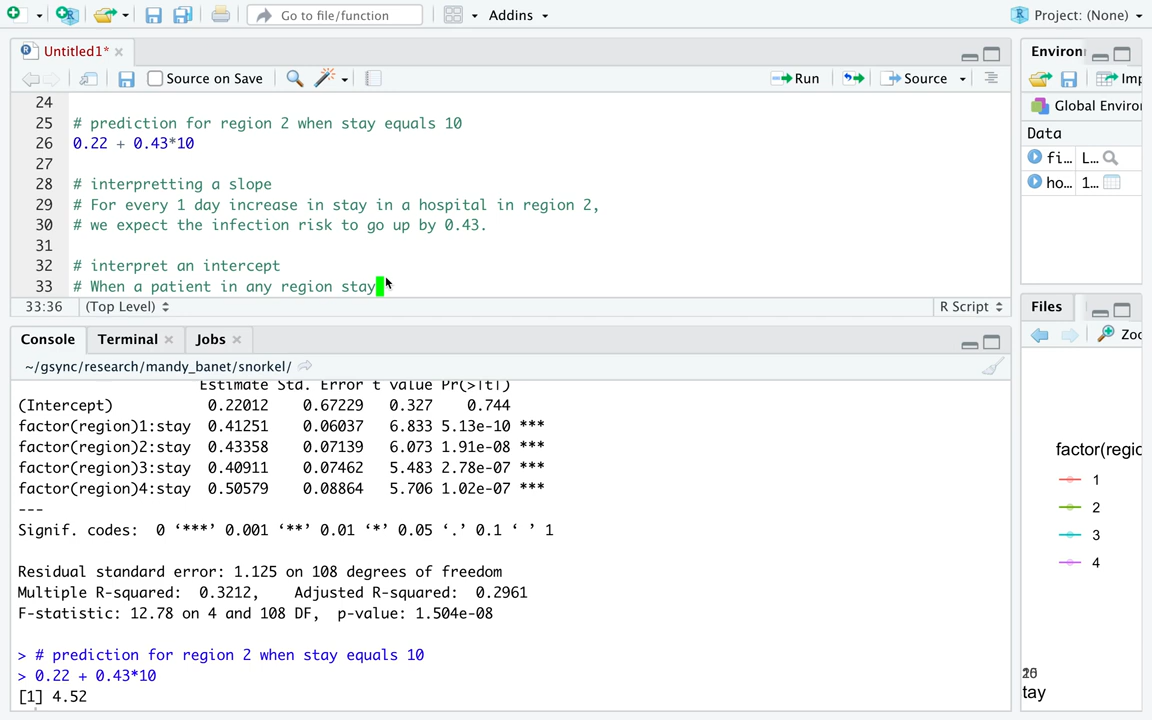 Go to file/function
Addins
Project: (None)
Untitled1*
Source on Save
Run
Source
24
25 # prediction for region 2 when stay equals 10
26 0.22 + 0.43*10
27
28 # interpretting a slope
29 # For every 1 day increase in stay in a hospital in region 2,
30 # we expect the infection risk to go up by 0.43.
31
32 # interpret an intercept
33 # When a patient in any region stay
33:36 (Top Level) R Script
Console Terminal Jobs
~/gsync/research/mandy_banet/snorkel/
Estimate Std. Error t value Pr(>|t|)
(Intercept) 0.22012 0.67229 0.327 0.744
factor(region)1:stay 0.41251 0.06037 6.833 5.13e-10 ***
factor(region)2:stay 0.43358 0.07139 6.073 1.91e-08 ***
factor(region)3:stay 0.40911 0.07462 5.483 2.78e-07 ***
factor(region)4:stay 0.50579 0.08864 5.706 1.02e-07 ***
---
Signif. codes: 0 ‘***’ 0.001 ‘**’ 0.01 ‘*’ 0.05 ‘.’ 0.1 ‘ ’ 1
Residual standard error: 1.125 on 108 degrees of freedom
Multiple R-squared: 0.3212, Adjusted R-squared: 0.2961
F-statistic: 12.78 on 4 and 108 DF, p-value: 1.504e-08
> # prediction for region 2 when stay equals 10
> 0.22 + 0.43*10
[1] 4.52
Environ
Imp
Global Enviro
Data
fi... L...
ho... 1...
Files
Zoo
factor(regio
1
2
3
4
tay